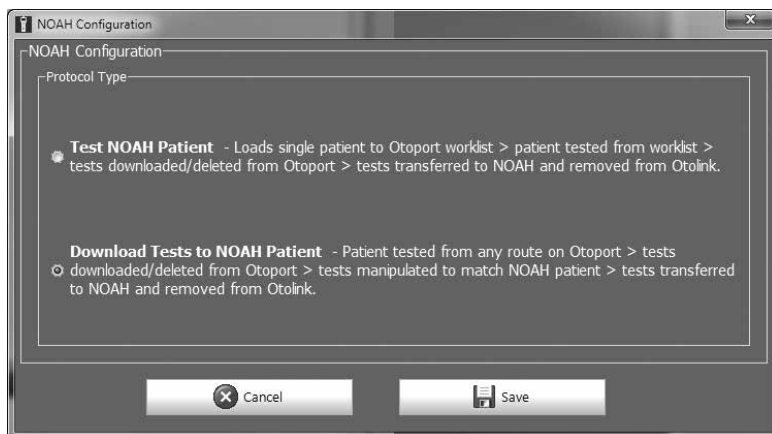 NOAH Configuration
NOAH Configuration
Protocol Type
Test NOAH Patient - Loads single patient to Otoport worklist > patient tested from worklist >
tests downloaded/deleted from Otoport > tests transferred to NOAH and removed from Otolink.
Download Tests to NOAH Patient - Patient tested from any route on Otoport > tests
downloaded/deleted from Otoport > tests manipulated to match NOAH patient > tests transferred
to NOAH and removed from Otolink.
Cancel
Save